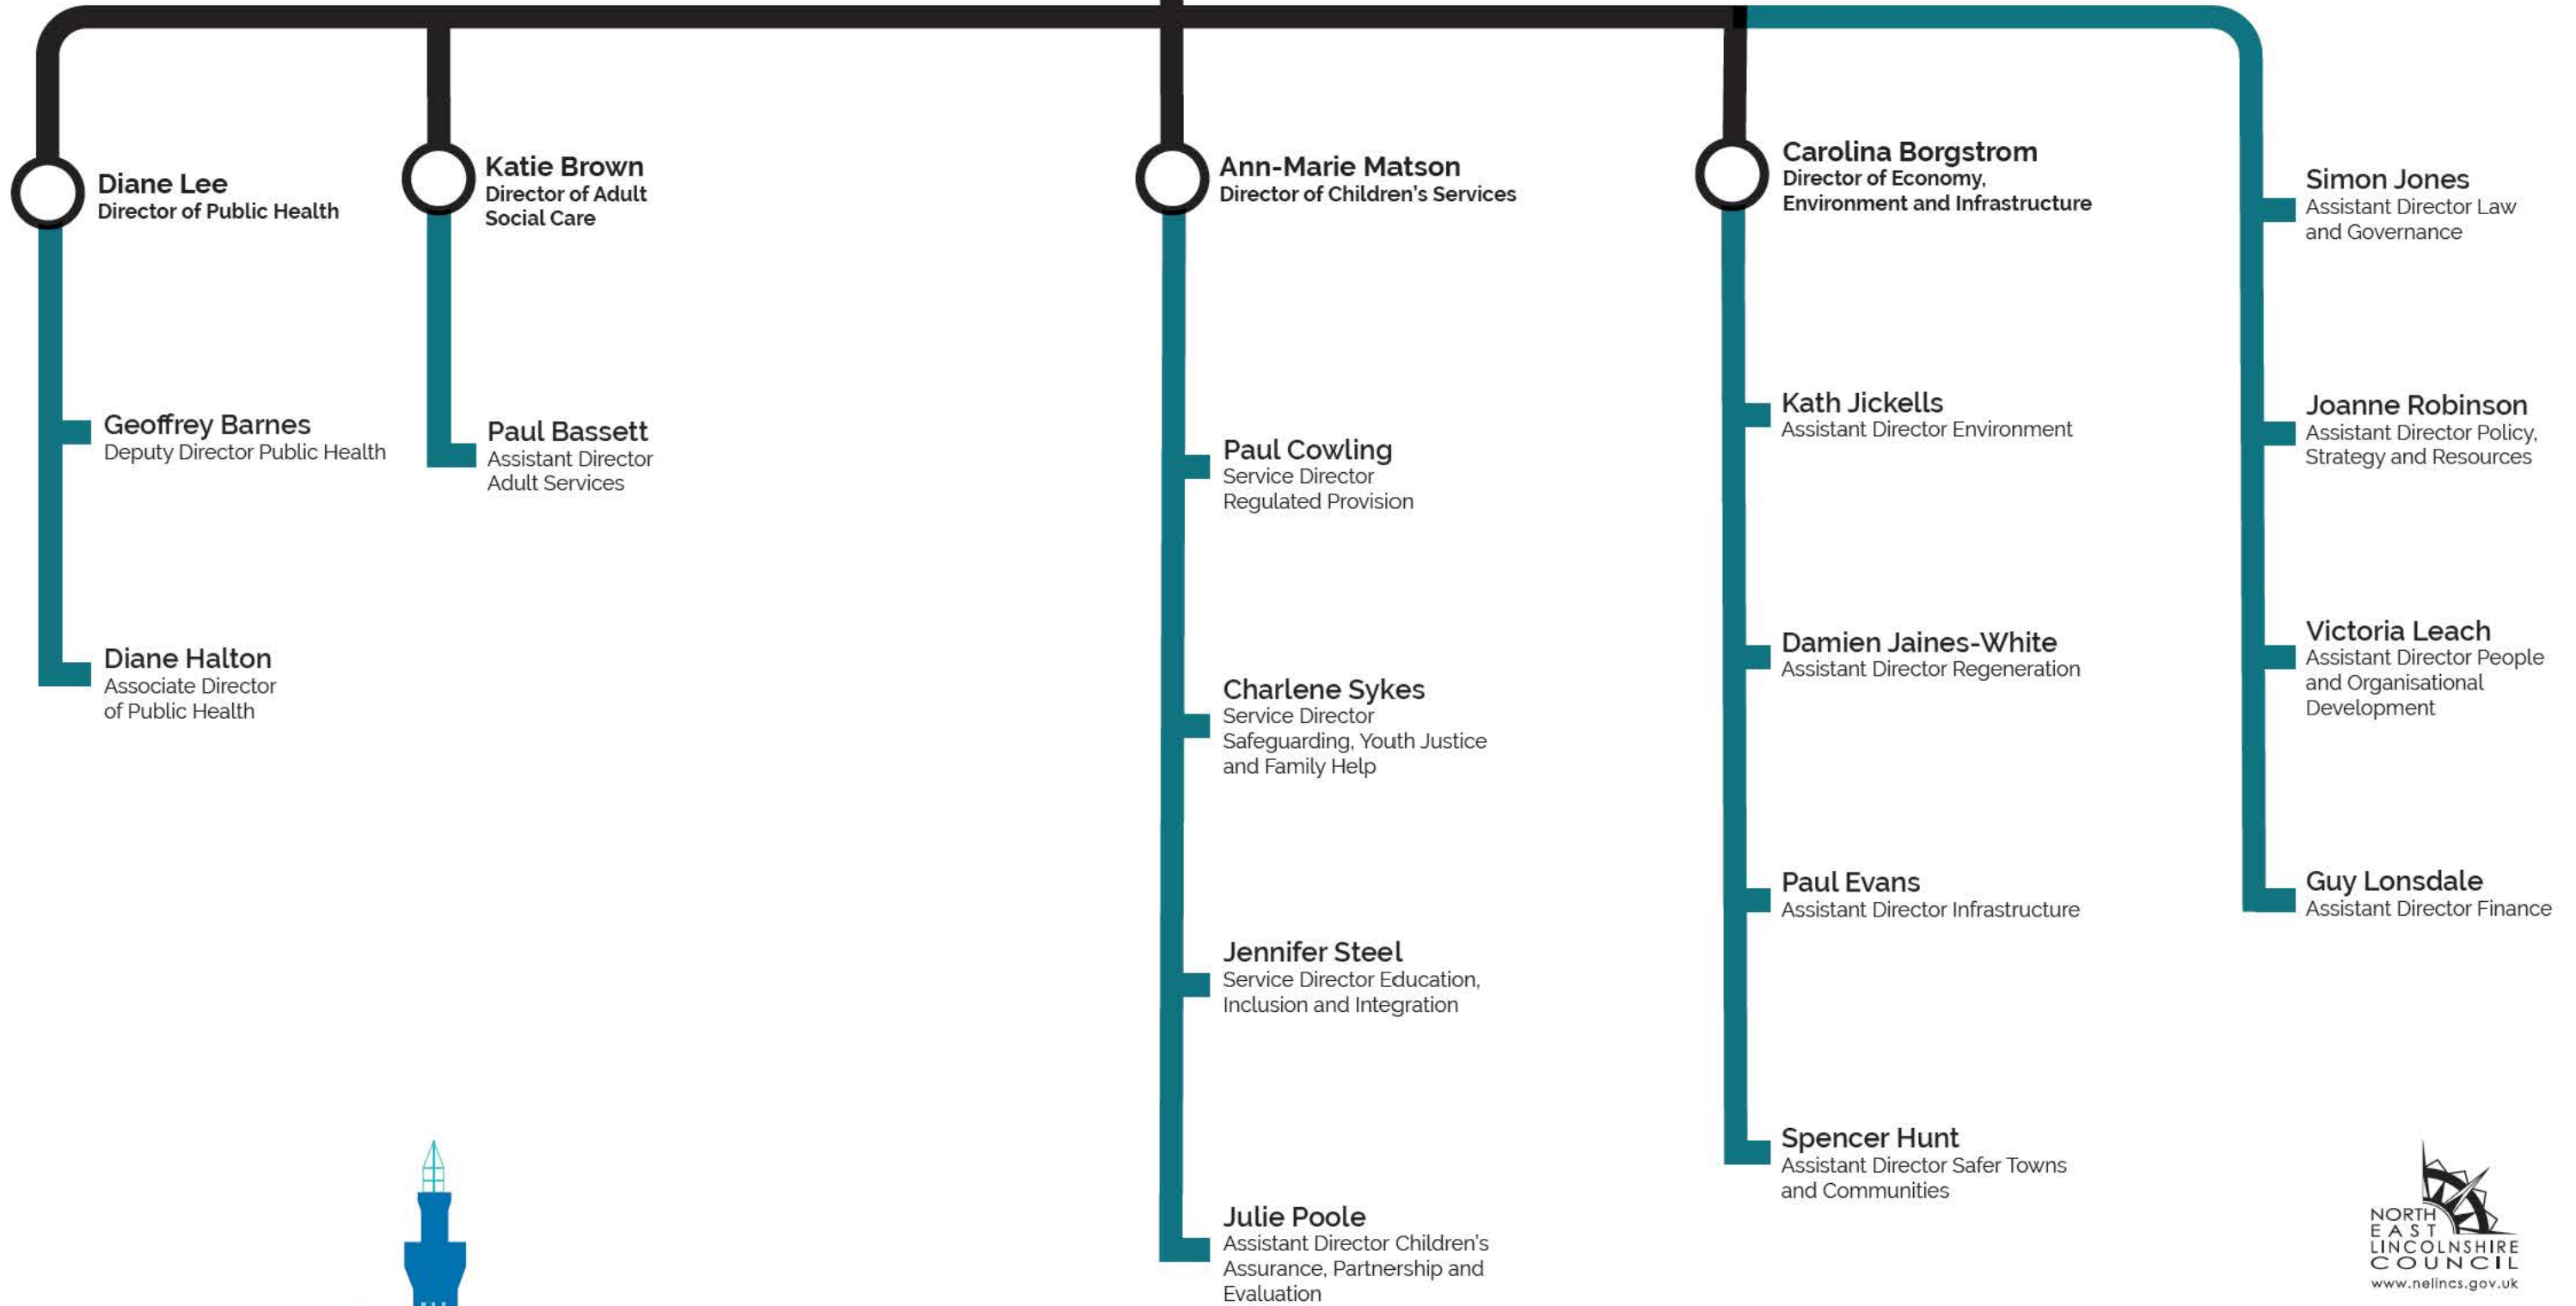 Diane Lee
Director of Public Health
Geoffrey Barnes
Deputy Director Public Health
Diane Halton
Associate Director
of Public Health
Katie Brown
Director of Adult
Social Care
Paul Bassett
Assistant Director
Adult Services
Ann-Marie Matson
Director of Children's Services
Paul Cowling
Service Director
Regulated Provision
Charlene Sykes
Service Director
Safeguarding, Youth Justice
and Family Help
Jennifer Steel
Service Director Education,
Inclusion and Integration
Julie Poole
Assistant Director Children's
Assurance, Partnership and
Evaluation
Carolina Borgstrom
Director of Economy,
Environment and Infrastructure
Kath Jickells
Assistant Director Environment
Damien Jaines-White
Assistant Director Regeneration
Paul Evans
Assistant Director Infrastructure
Spencer Hunt
Assistant Director Safer Towns
and Communities
Simon Jones
Assistant Director Law
and Governance
Joanne Robinson
Assistant Director Policy,
Strategy and Resources
Victoria Leach
Assistant Director People
and Organisational
Development
Guy Lonsdale
Assistant Director Finance
NORTH
EAST
LINCOLNSHIRE
COUNCIL
www.nelincs.gov.uk